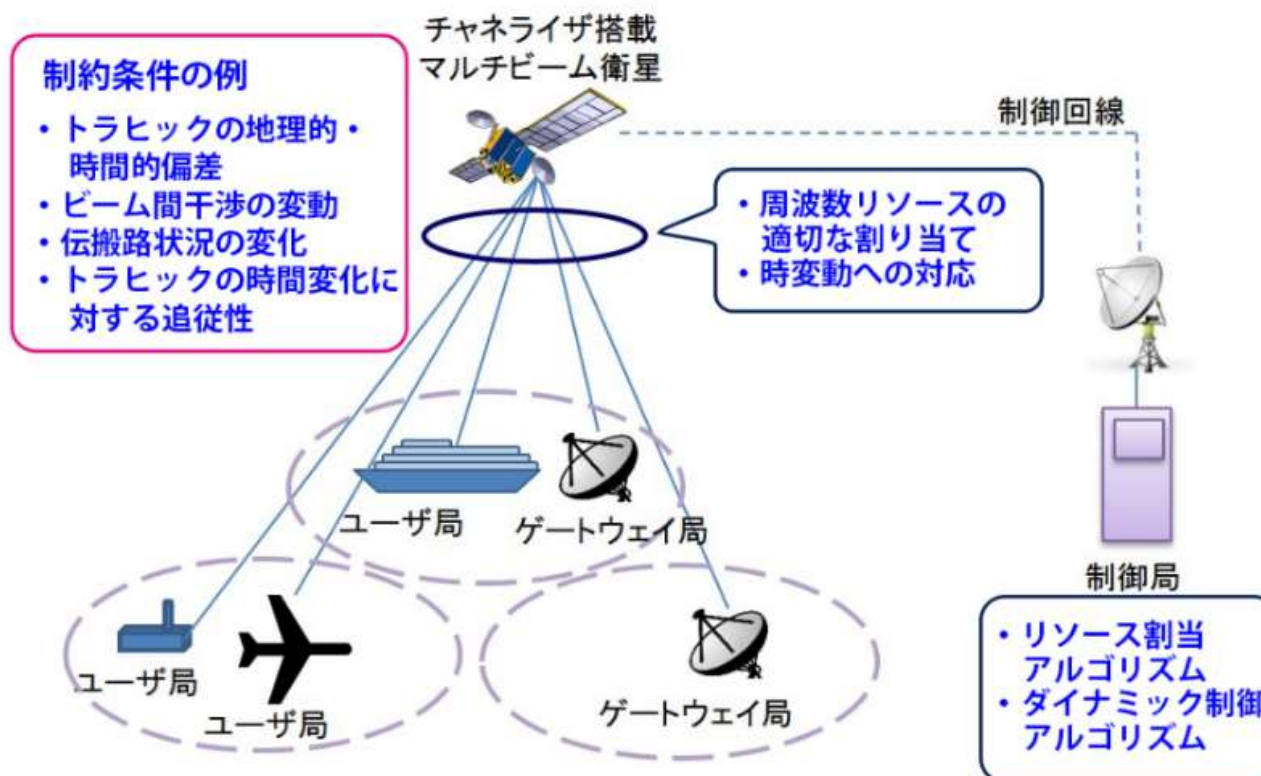 チャネライザ搭載
マルチビーム衛星
制約条件の例
・トラヒックの地理的・
時間的偏差
・ビーム間干渉の変動
・伝搬路状況の変化
・トラヒックの時間変化に
対する追従性
制御回線
・周波数リソースの
適切な割り当て
・時変動への対応
ユーザ局
ゲートウェイ局
ユーザ局
ユーザ局
ゲートウェイ局
制御局
・リソース割当
アルゴリズム
・ダイナミック制御
アルゴリズム